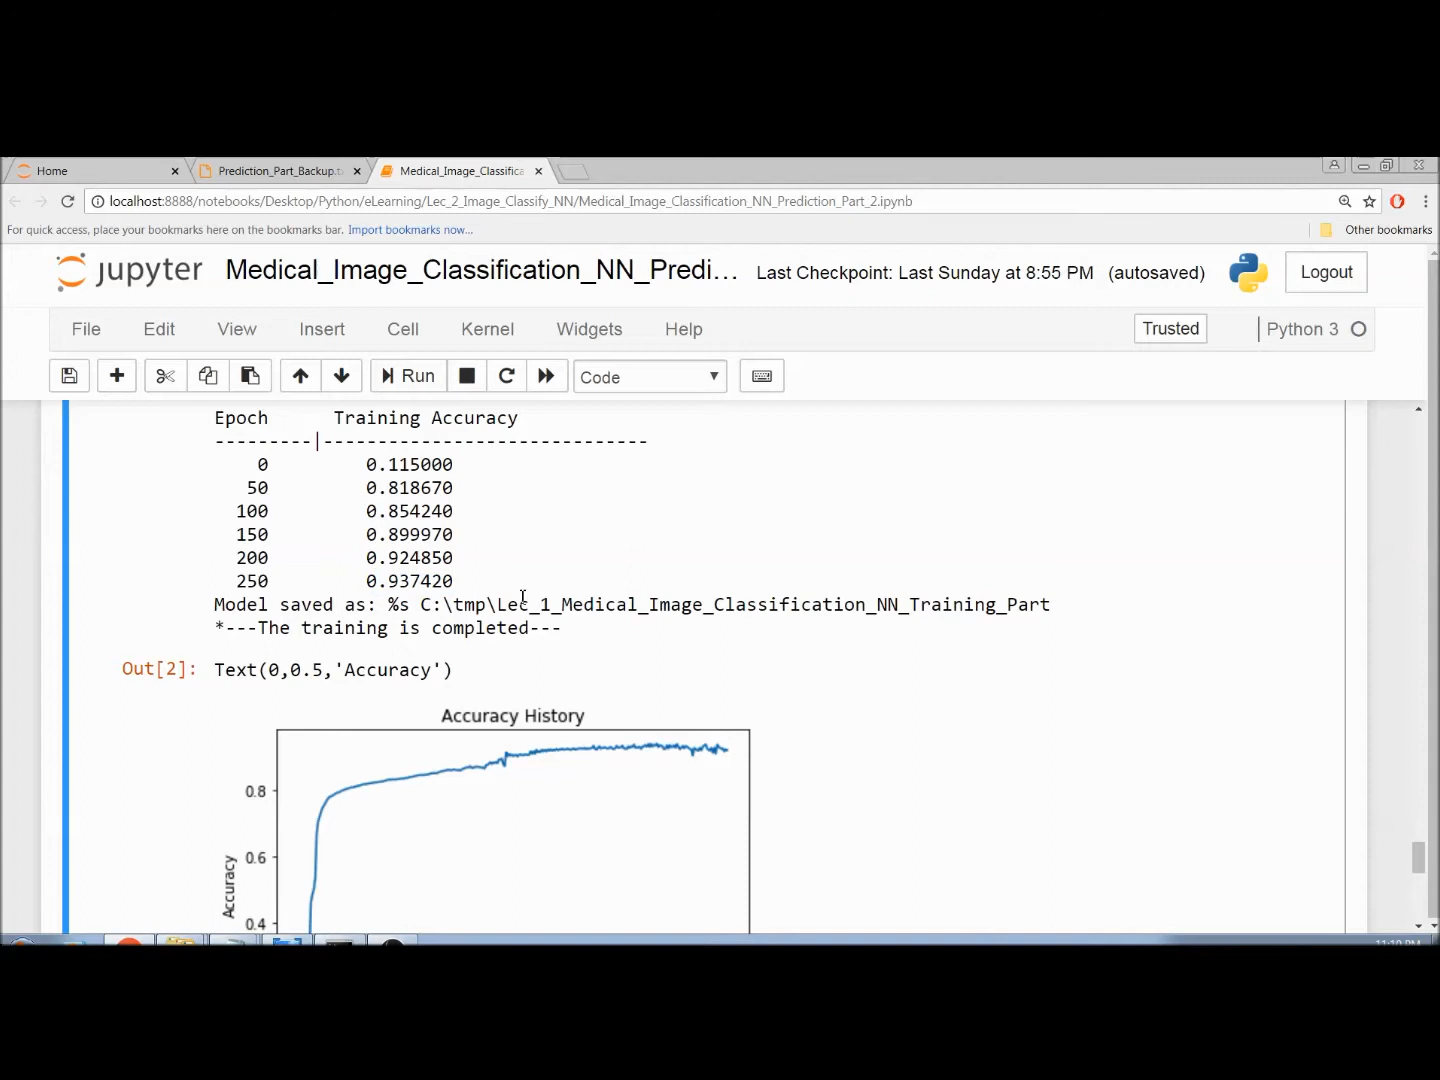 Home
Prediction_Part_Backup.t
Medical_Image_Classifica
localhost:8888/notebooks/Desktop/Python/eLearning/Lec_2_Image_Classify_NN/Medical_Image_Classification_NN_Prediction_Part_2.ipynb
For quick access, place your bookmarks here on the bookmarks bar. Import bookmarks now... Other bookmarks
jupyter Medical_Image_Classification_NN_Predi... Last Checkpoint: Last Sunday at 8:55 PM (autosaved) Logout
File Edit View Insert Cell Kernel Widgets Help Trusted | Python 3
Run Code
Epoch Training Accuracy
---------|------------------------------
0 0.115000
50 0.818670
100 0.854240
150 0.899970
200 0.924850
250 0.937420
Model saved as: %s C:\tmp\Lec_1_Medical_Image_Classification_NN_Training_Part
*---The training is completed---
Out[2]: Text(0,0.5,'Accuracy')
Accuracy History
0.8
0.6
Accuracy
0.4